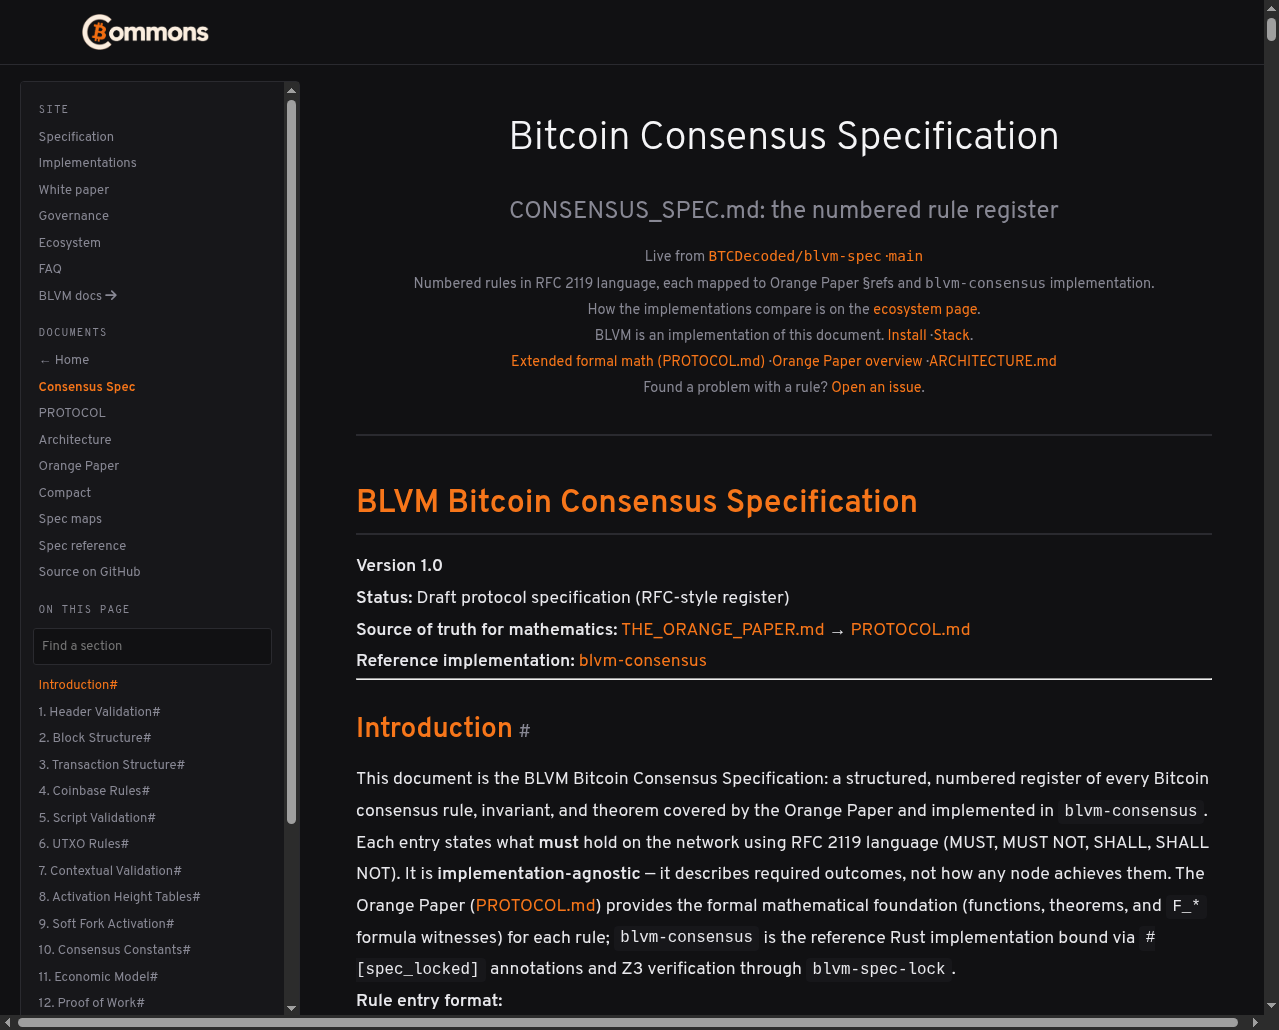 Commons
SITE
Specification
Implementations
White paper
Governance
Ecosystem
FAQ
BLVM docs →
DOCUMENTS
← Home
Consensus Spec
PROTOCOL
Architecture
Orange Paper
Compact
Spec maps
Spec reference
Source on GitHub
ON THIS PAGE
Find a section
Introduction#
1. Header Validation#
2. Block Structure#
3. Transaction Structure#
4. Coinbase Rules#
5. Script Validation#
6. UTXO Rules#
7. Contextual Validation#
8. Activation Height Tables#
9. Soft Fork Activation#
10. Consensus Constants#
11. Economic Model#
12. Proof of Work#
Bitcoin Consensus Specification
CONSENSUS_SPEC.md: the numbered rule register
Live from BTCDecoded/blvm-spec ·main
Numbered rules in RFC 2119 language, each mapped to Orange Paper §refs and blvm-consensus implementation.
How the implementations compare is on the ecosystem page.
BLVM is an implementation of this document. Install ·Stack.
Extended formal math (PROTOCOL.md) ·Orange Paper overview ·ARCHITECTURE.md
Found a problem with a rule? Open an issue.
BLVM Bitcoin Consensus Specification
Version 1.0
Status: Draft protocol specification (RFC-style register)
Source of truth for mathematics: THE_ORANGE_PAPER.md → PROTOCOL.md
Reference implementation: blvm-consensus
Introduction #
This document is the BLVM Bitcoin Consensus Specification: a structured, numbered register of every Bitcoin
consensus rule, invariant, and theorem covered by the Orange Paper and implemented in blvm-consensus .
Each entry states what must hold on the network using RFC 2119 language (MUST, MUST NOT, SHALL, SHALL
NOT). It is implementation-agnostic — it describes required outcomes, not how any node achieves them. The
Orange Paper (PROTOCOL.md) provides the formal mathematical foundation (functions, theorems, and F_*
formula witnesses) for each rule; blvm-consensus is the reference Rust implementation bound via #
[spec_locked] annotations and Z3 verification through blvm-spec-lock .
Rule entry format: